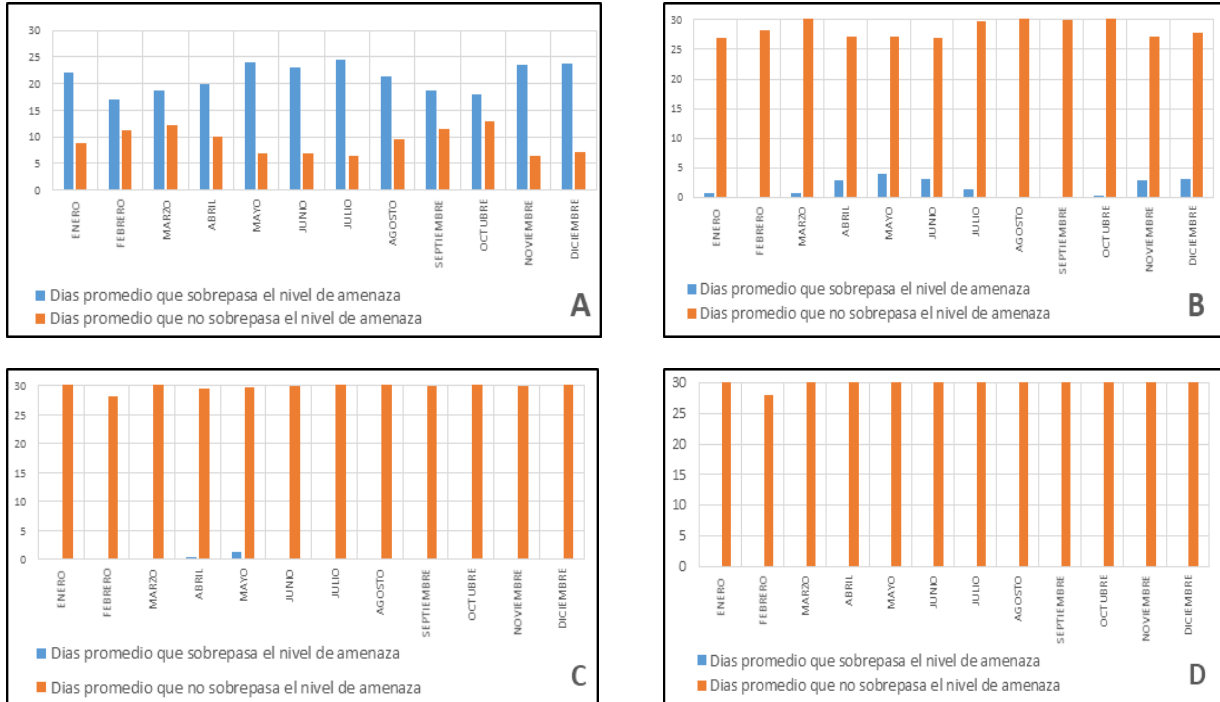 30
25
20
15
10
5
0
ENERO
FEBRERO
MARZO
ABRIL
MAYO
JUNIO
JULIO
AGOSTO
SEPTIEMBRE
OCTUBRE
NOVIEMBRE
DICIEMBRE
Dias promedio que sobrepasa el nivel de amenaza
Dias promedio que no sobrepasa el nivel de amenaza
A
30
25
20
15
10
5
0
ENERO
FEBRERO
MARZO
ABRIL
MAYO
JUNIO
JULIO
AGOSTO
SEPTIEMBRE
OCTUBRE
NOVIEMBRE
DICIEMBRE
Dias promedio que sobrepasa el nivel de amenaza
Dias promedio que no sobrepasa el nivel de amenaza
B
30
25
20
15
10
5
0
ENERO
FEBRERO
MARZO
ABRIL
MAYO
JUNIO
JULIO
AGOSTO
SEPTIEMBRE
OCTUBRE
NOVIEMBRE
DICIEMBRE
Dias promedio que sobrepasa el nivel de amenaza
Dias promedio que no sobrepasa el nivel de amenaza
C
30
25
20
15
10
5
0
ENERO
FEBRERO
MARZO
ABRIL
MAYO
JUNIO
JULIO
AGOSTO
SEPTIEMBRE
OCTUBRE
NOVIEMBRE
DICIEMBRE
Dias promedio que sobrepasa el nivel de amenaza
Dias promedio que no sobrepasa el nivel de amenaza
D